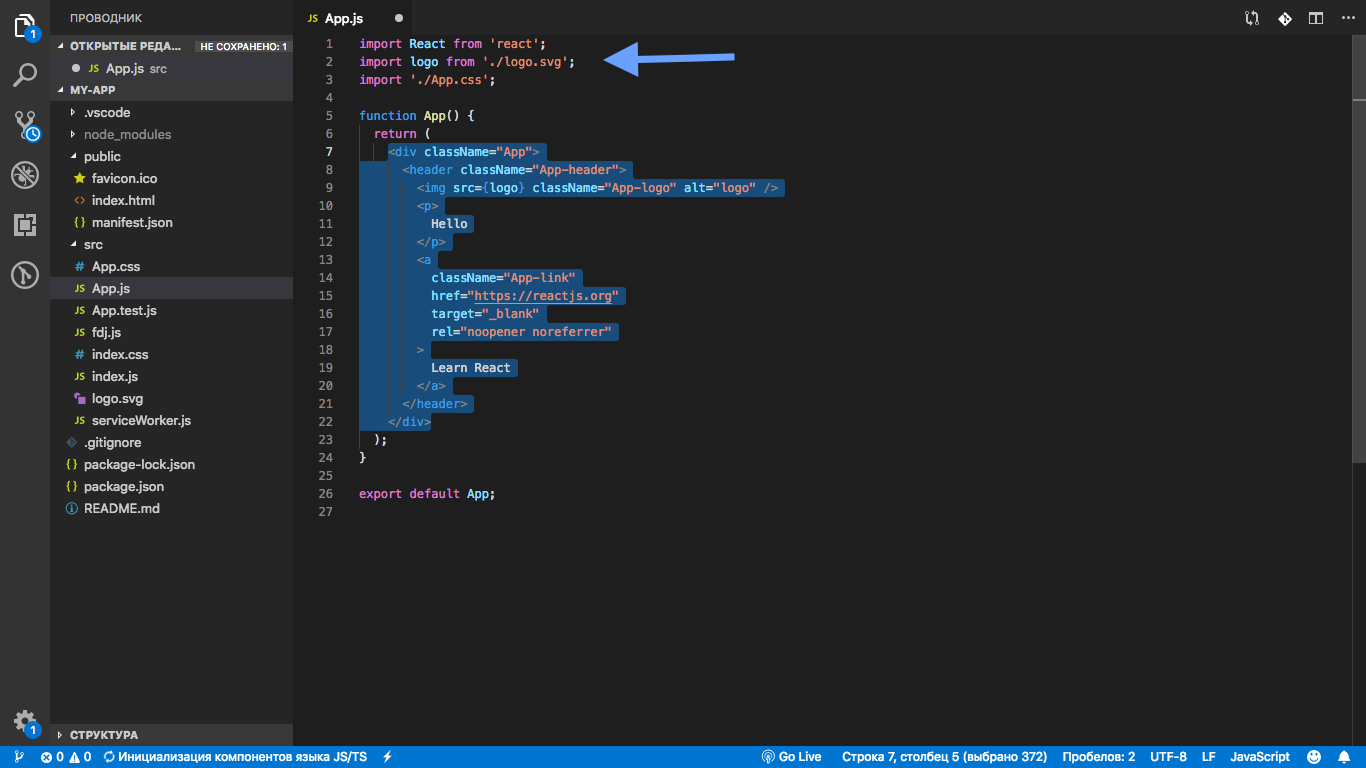 1
ПРОВОДНИК
ОТКРЫТЫЕ РЕДА... НЕ СОХРАНЕНО: 1
JS App.js src
MY-APP
.vscode
node_modules
public
favicon.ico
<> index.html
{} manifest.json
src
# App.css
JS App.js
JS App.test.js
JS fdj.js
# index.css
JS index.js
logo.svg
JS serviceWorker.js
.gitignore
{} package-lock.json
{} package.json
README.md
СТРУКТУРА
1
JS App.js
1 import React from 'react';
2 import logo from './logo.svg';
3 import './App.css';
4
5 function App() {
6 return (
7 <div className="App">
8 <header className="App-header">
9 <img src={logo} className="App-logo" alt="logo" />
10 <p>
11 Hello
12 </p>
13 <a
14 className="App-link"
15 href="https://reactjs.org"
16 target="_blank"
17 rel="noopener noreferrer"
18 >
19 Learn React
20 </a>
21 </header>
22 </div>
23 );
24 }
25
26 export default App;
27
0 0 Инициализация компонентов языка JS/TS Go Live Строка 7, столбец 5 (выбрано 372) Пробелов: 2 UTF-8 LF JavaScript